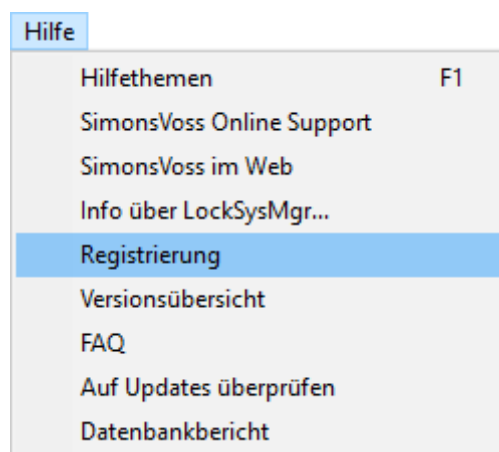 Hilfe
Hilfethemen F1
SimonsVoss Online Support
SimonsVoss im Web
Info über LockSysMgr...
Registrierung
Versionsübersicht
FAQ
Auf Updates überprüfen
Datenbankbericht